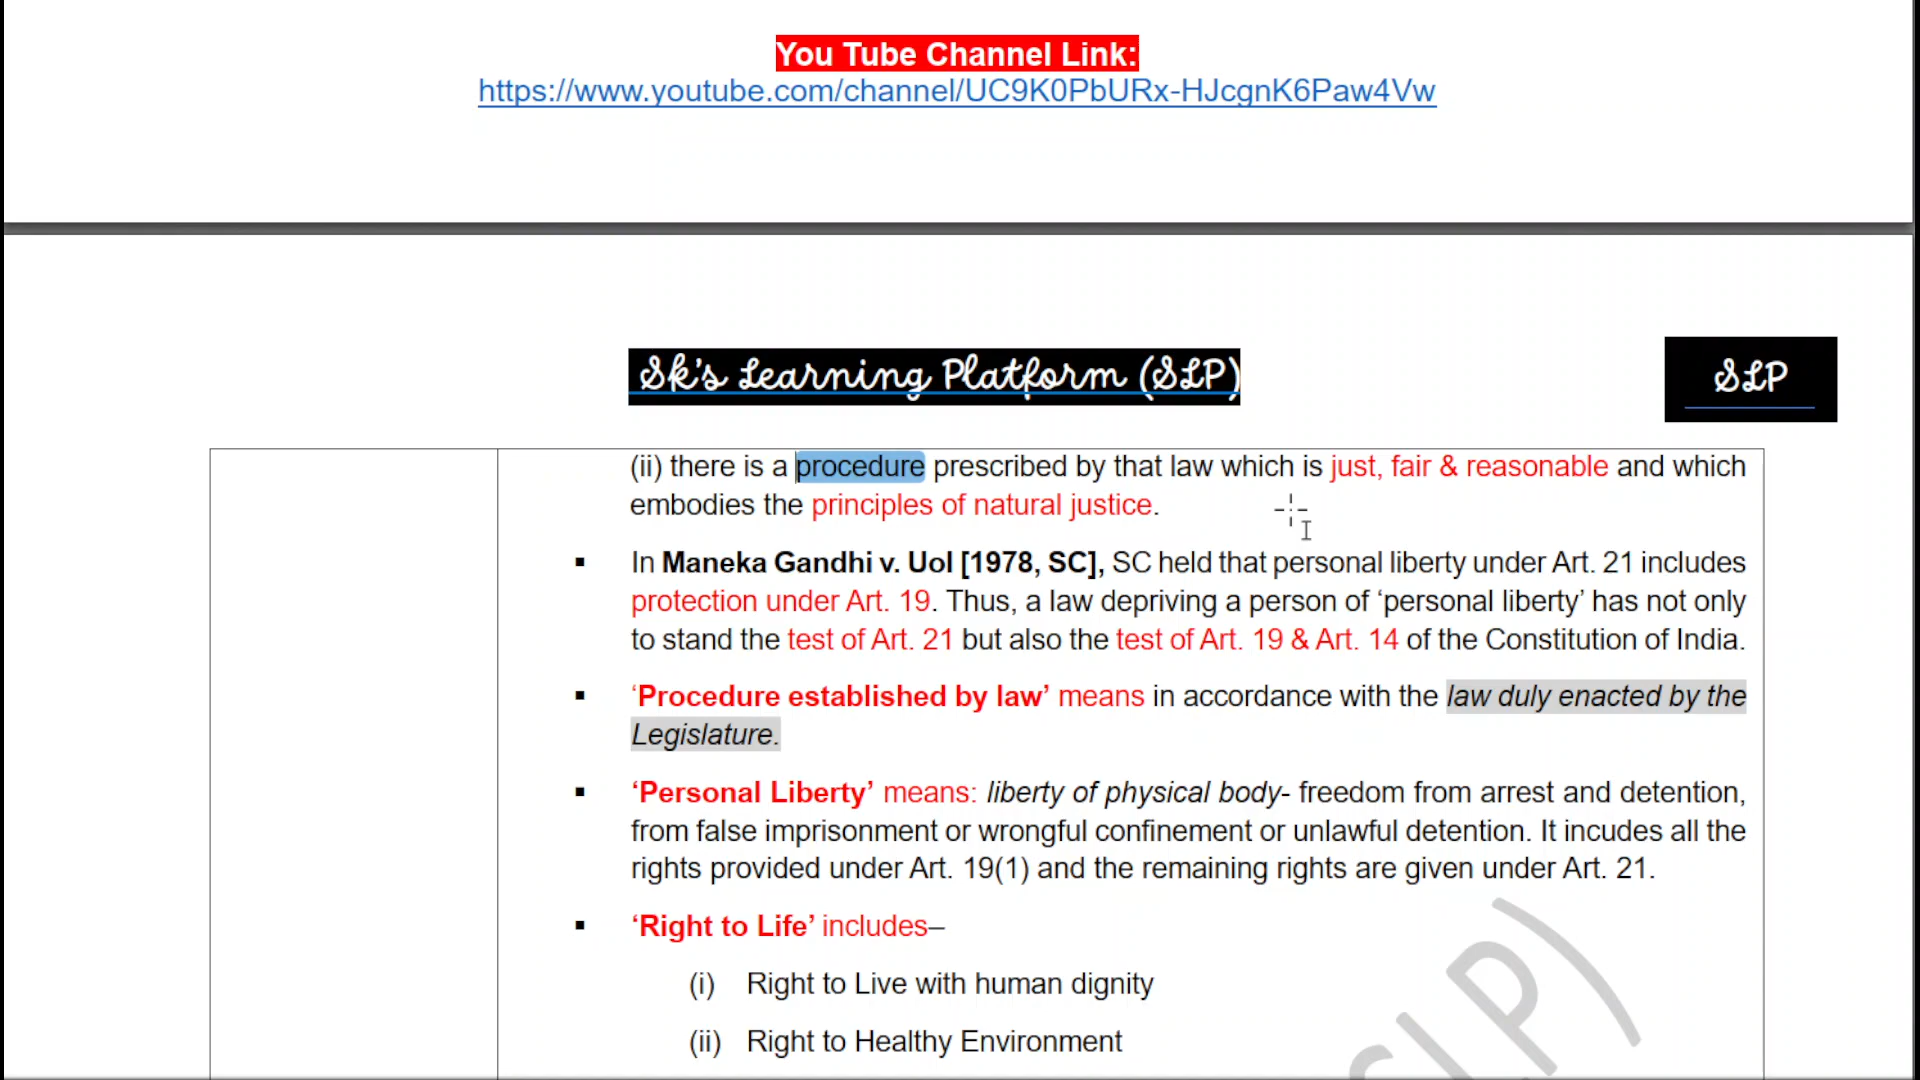 You Tube Channel Link:
https://www.youtube.com/channel/UC9K0PbURx-HJcgnK6Paw4Vw
Sk's Learning Platform (SLP)
SLP
(ii) there is a procedure prescribed by that law which is just, fair & reasonable and which
embodies the principles of natural justice.
▪ In Maneka Gandhi v. UoI [1978, SC], SC held that personal liberty under Art. 21 includes
protection under Art. 19. Thus, a law depriving a person of ‘personal liberty’ has not only
to stand the test of Art. 21 but also the test of Art. 19 & Art. 14 of the Constitution of India.
▪ ‘Procedure established by law’ means in accordance with the law duly enacted by the
Legislature.
▪ ‘Personal Liberty’ means: liberty of physical body- freedom from arrest and detention,
from false imprisonment or wrongful confinement or unlawful detention. It incudes all the
rights provided under Art. 19(1) and the remaining rights are given under Art. 21.
▪ ‘Right to Life’ includes–
(i) Right to Live with human dignity
(ii) Right to Healthy Environment
SLP)